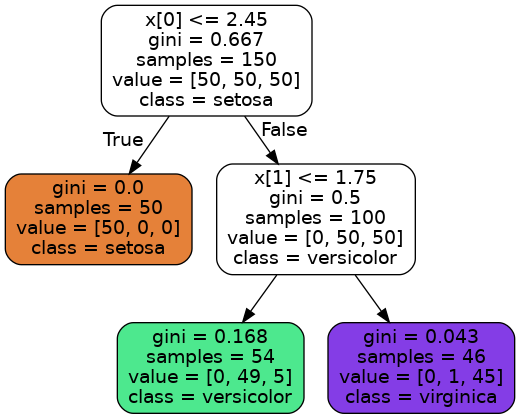 x[0] <= 2.45
gini = 0.667
samples = 150
value = [50, 50, 50]
class = setosa
True
False
gini = 0.0
samples = 50
value = [50, 0, 0]
class = setosa
x[1] <= 1.75
gini = 0.5
samples = 100
value = [0, 50, 50]
class = versicolor
gini = 0.168
samples = 54
value = [0, 49, 5]
class = versicolor
gini = 0.043
samples = 46
value = [0, 1, 45]
class = virginica